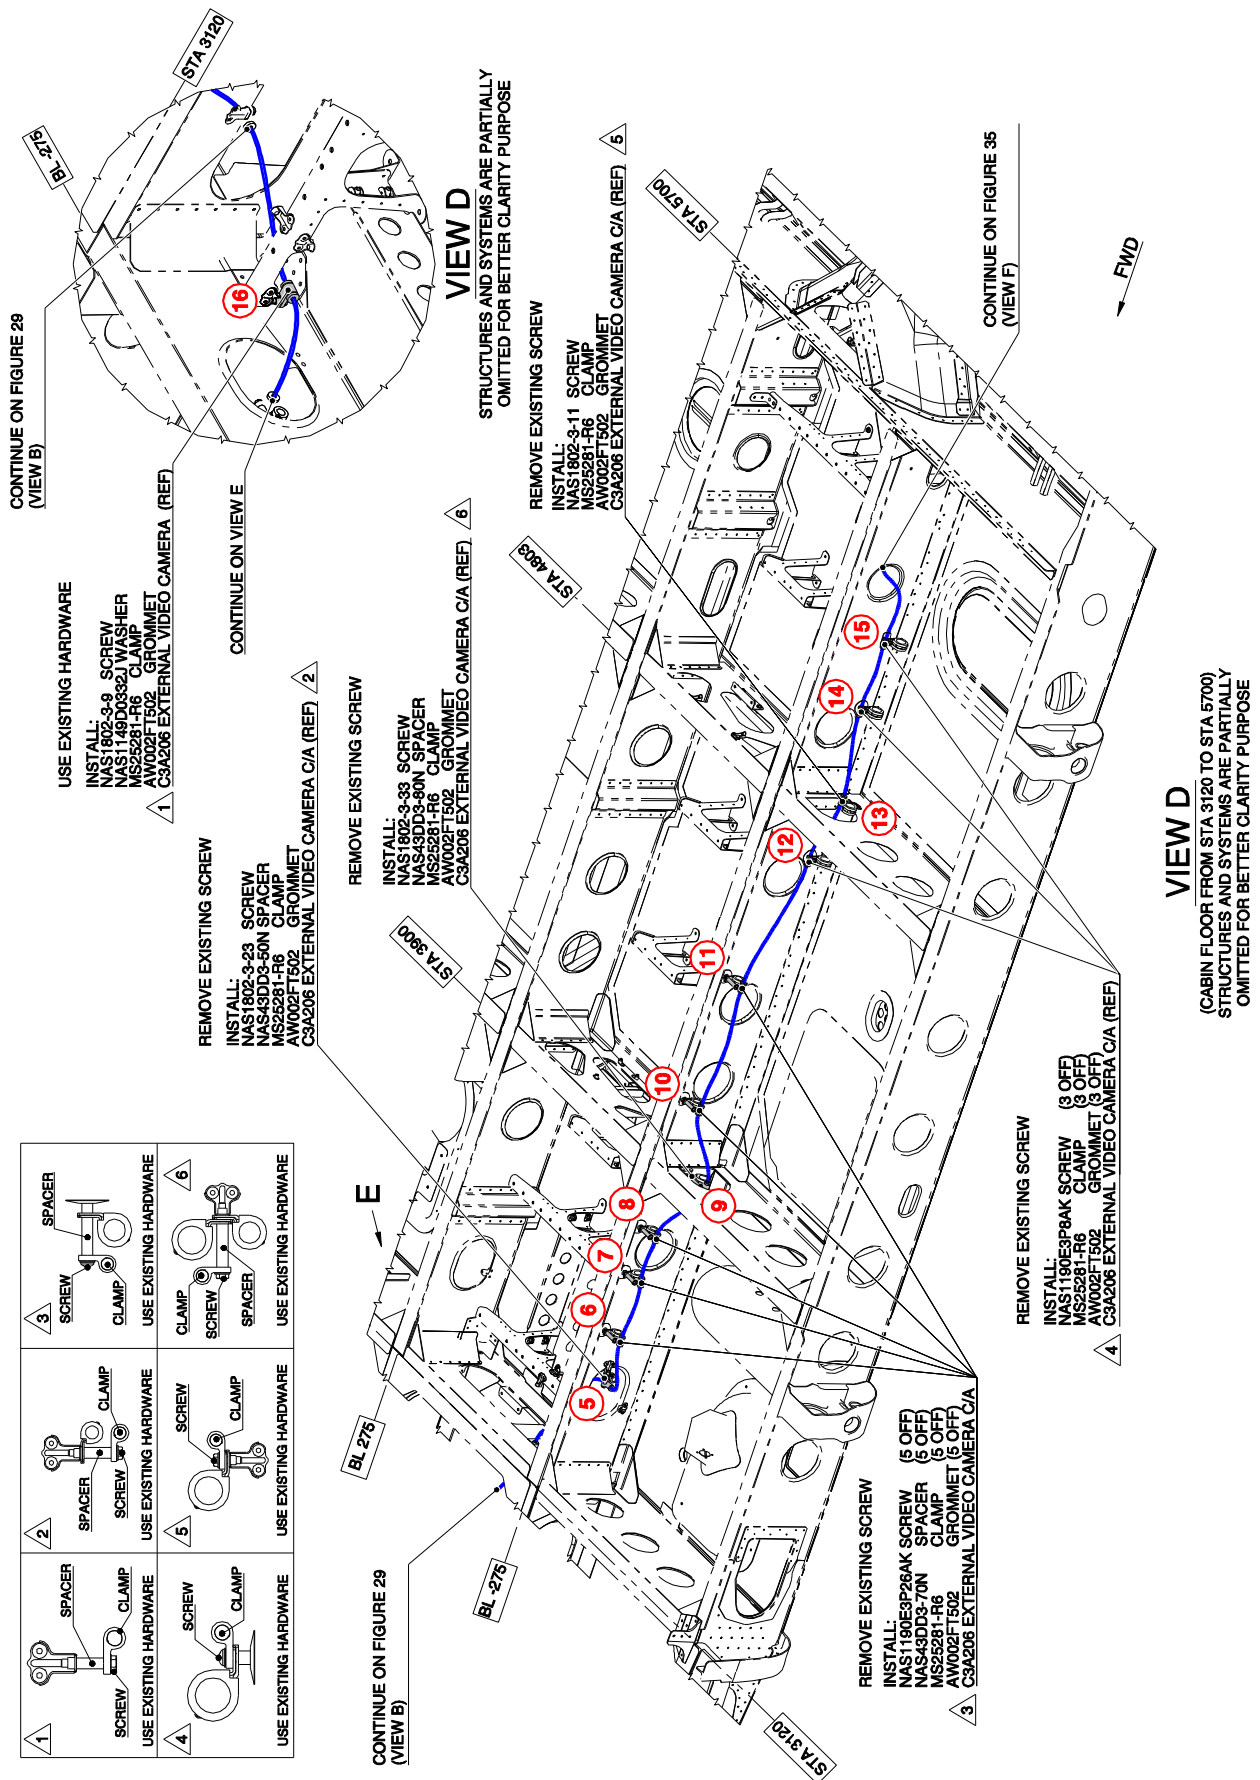 1
SPACER
SCREW
CLAMP
USE EXISTING HARDWARE
2
SPACER
CLAMP
SCREW
USE EXISTING HARDWARE
3
SPACER
SCREW
CLAMP
USE EXISTING HARDWARE
4
SCREW
CLAMP
USE EXISTING HARDWARE
5
SCREW
CLAMP
USE EXISTING HARDWARE
6
CLAMP
SCREW
SPACER
USE EXISTING HARDWARE
CONTINUE ON FIGURE 29
(VIEW B)
USE EXISTING HARDWARE
INSTALL:
NAS1802-3-9 SCREW
NAS1149D0332J WASHER
MS25281-R6 CLAMP
AW002FT502 GROMMET
1 C3A206 EXTERNAL VIDEO CAMERA (REF)
CONTINUE ON VIEW E
BL -275
STA 3120
16
VIEW D
STRUCTURES AND SYSTEMS ARE PARTIALLY
OMITTED FOR BETTER CLARITY PURPOSE
REMOVE EXISTING SCREW
INSTALL:
NAS1802-3-23 SCREW
NAS43DD3-50N SPACER
MS25281-R6 CLAMP
AW002FT502 GROMMET
C3A206 EXTERNAL VIDEO CAMERA C/A (REF) 2
REMOVE EXISTING SCREW
INSTALL:
NAS1802-3-33 SCREW
NAS43DD3-80N SPACER
MS25281-R6 CLAMP
AW002FT502 GROMMET
C3A206 EXTERNAL VIDEO CAMERA C/A (REF) 6
REMOVE EXISTING SCREW
INSTALL:
NAS1802-3-11 SCREW
MS25281-R6 CLAMP
AW002FT502 GROMMET
C3A206 EXTERNAL VIDEO CAMERA C/A (REF) 5
E
BL 275
STA 3900
STA 4803
STA 5700
CONTINUE ON FIGURE 29
(VIEW B)
BL -275
STA 3120
5
6
7
8
9
10
11
12
13
14
15
CONTINUE ON FIGURE 35
(VIEW F)
FWD
REMOVE EXISTING SCREW
INSTALL:
NAS1190E3P26AK SCREW (5 OFF)
NAS43DD3-70N SPACER (5 OFF)
MS25281-R6 CLAMP (5 OFF)
AW002FT502 GROMMET (5 OFF)
3 C3A206 EXTERNAL VIDEO CAMERA C/A
REMOVE EXISTING SCREW
INSTALL:
NAS1190E3P8AK SCREW (3 OFF)
MS25281-R6 CLAMP (3 OFF)
AW002FT502 GROMMET (3 OFF)
4 C3A206 EXTERNAL VIDEO CAMERA C/A (REF)
VIEW D
(CABIN FLOOR FROM STA 3120 TO STA 5700)
STRUCTURES AND SYSTEMS ARE PARTIALLY
OMITTED FOR BETTER CLARITY PURPOSE